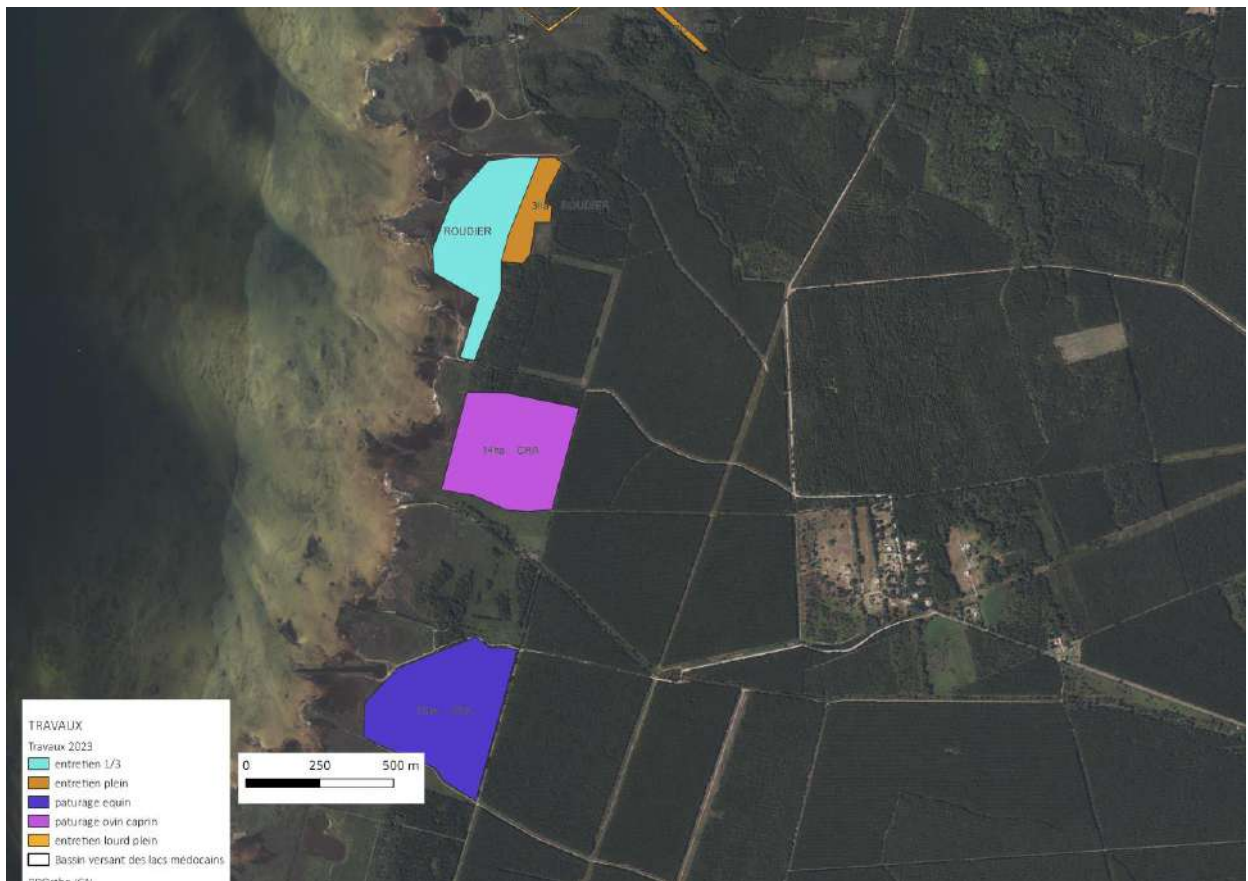 3ha ROUDIER
ROUDIER
14ha
TRAVAUX
Travaux 2023
entretien 1/3
entretien plein
paturage equin
paturage ovin caprin
entretien lourd plein
Bassin versant des lacs médocains
0 250 500 m